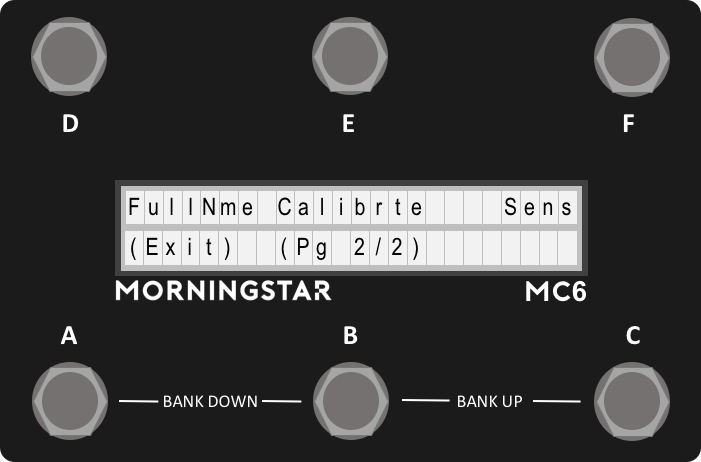 D E F
FullNme Calibrte Sens
(Exit) (Pg 2/2)
MORNINGSTAR MC6
A B C
BANK DOWN BANK UP